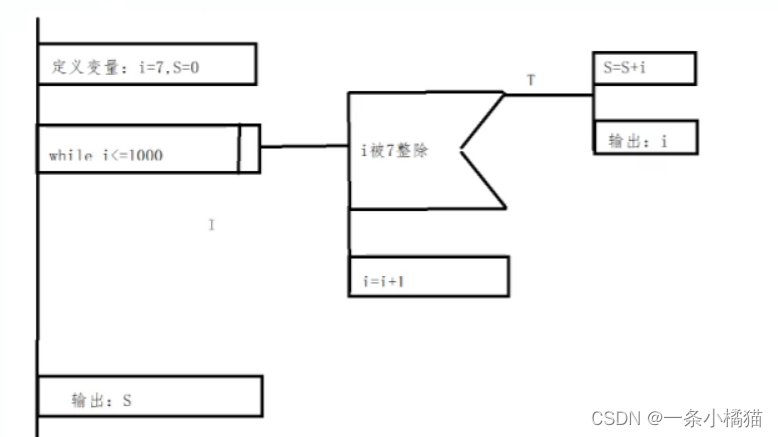 定义变量：i=7,S=0
while i<=1000
i被7整除
T
S=S+i
输出：i
i=i+1
输出：S
CSDN @一条小橘猫